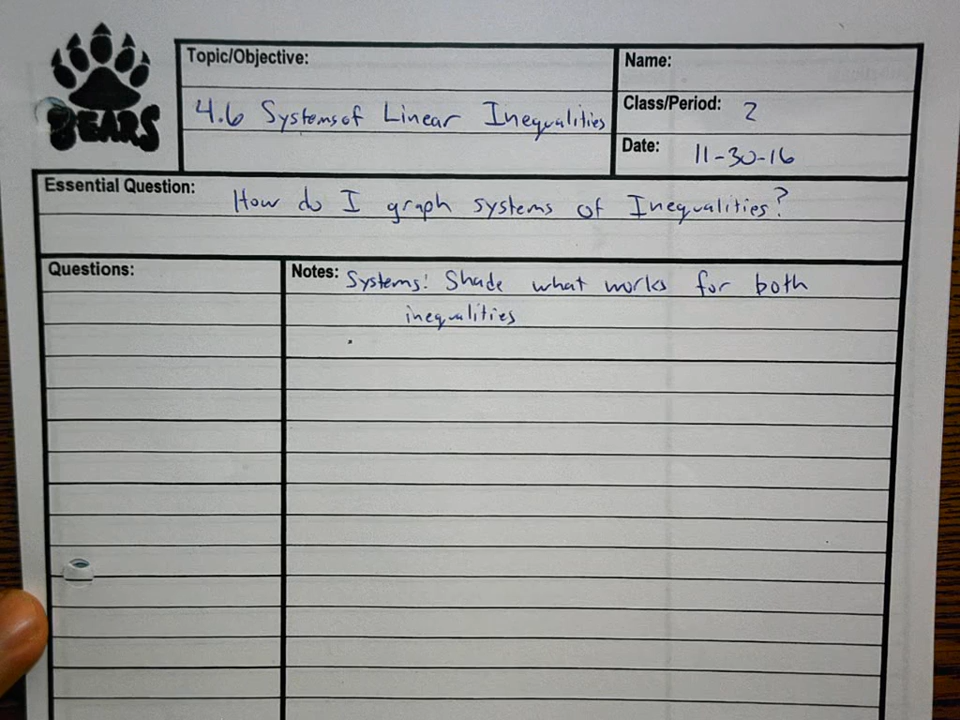 BEARS
Topic/Objective:
4.6 Systems of Linear Inequalities
Name:
Class/Period: 2
Date: 11-30-16
Essential Question: How do I graph systems of Inequalities?
Questions:
Notes: Systems: Shade what works for both
inequalities